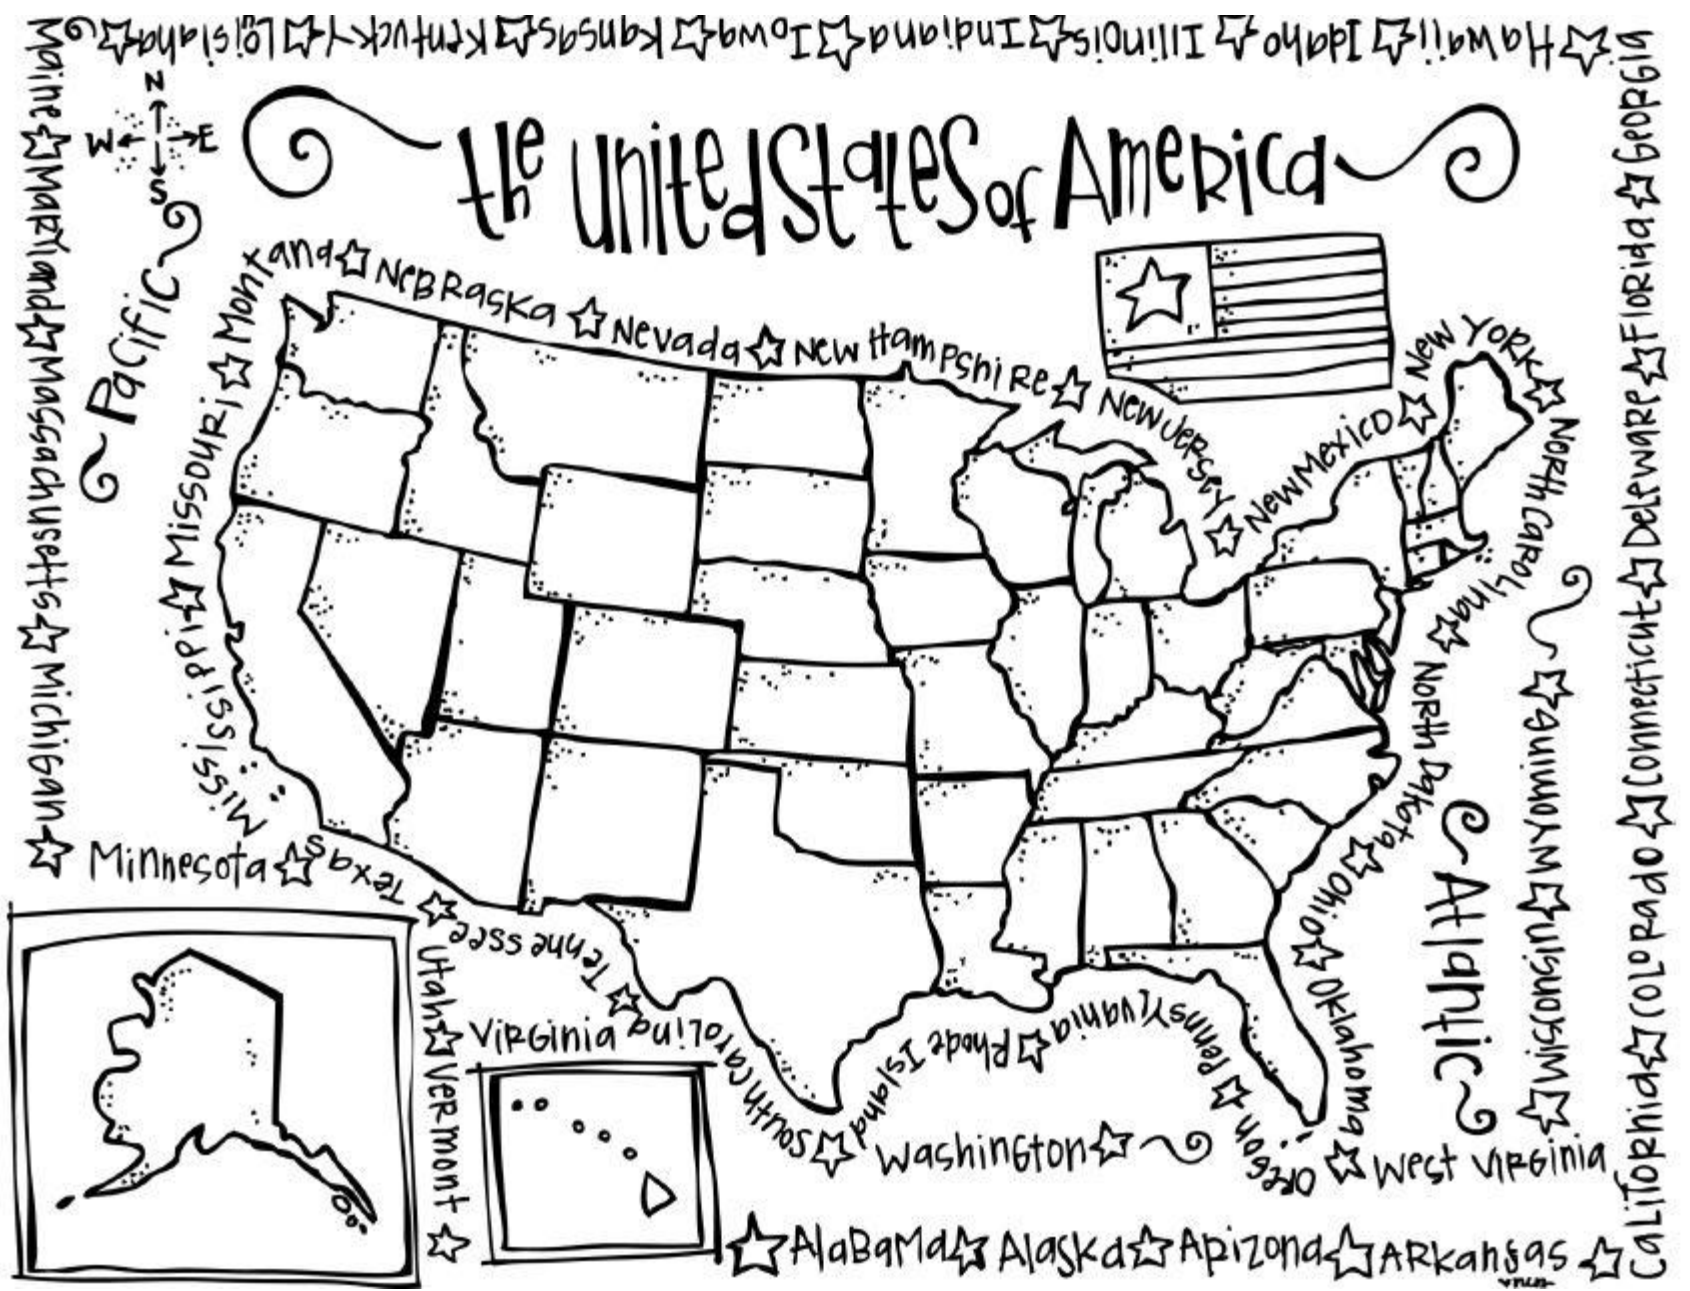 the United States of America
N
W E
S
Pacific
Atlantic
Alabama Alaska Arizona Arkansas
California Colorado Connecticut Deleware Florida Georgia
Hawaii Idaho Illinois Indiana Iowa Kansas Kentucky Louisiana
Maine Maryland Massachusetts Michigan
Minnesota
Mississippi Missouri Montana Nebraska Nevada New Hampshire New Jersey
New Mexico New York North Carolina North Dakota Ohio Oklahoma
Oregon Pennsylvania Rhode Island
South Carolina Tennessee Texas
Utah Vermont
Virginia
Washington
West Virginia
Wisconsin Wyoming